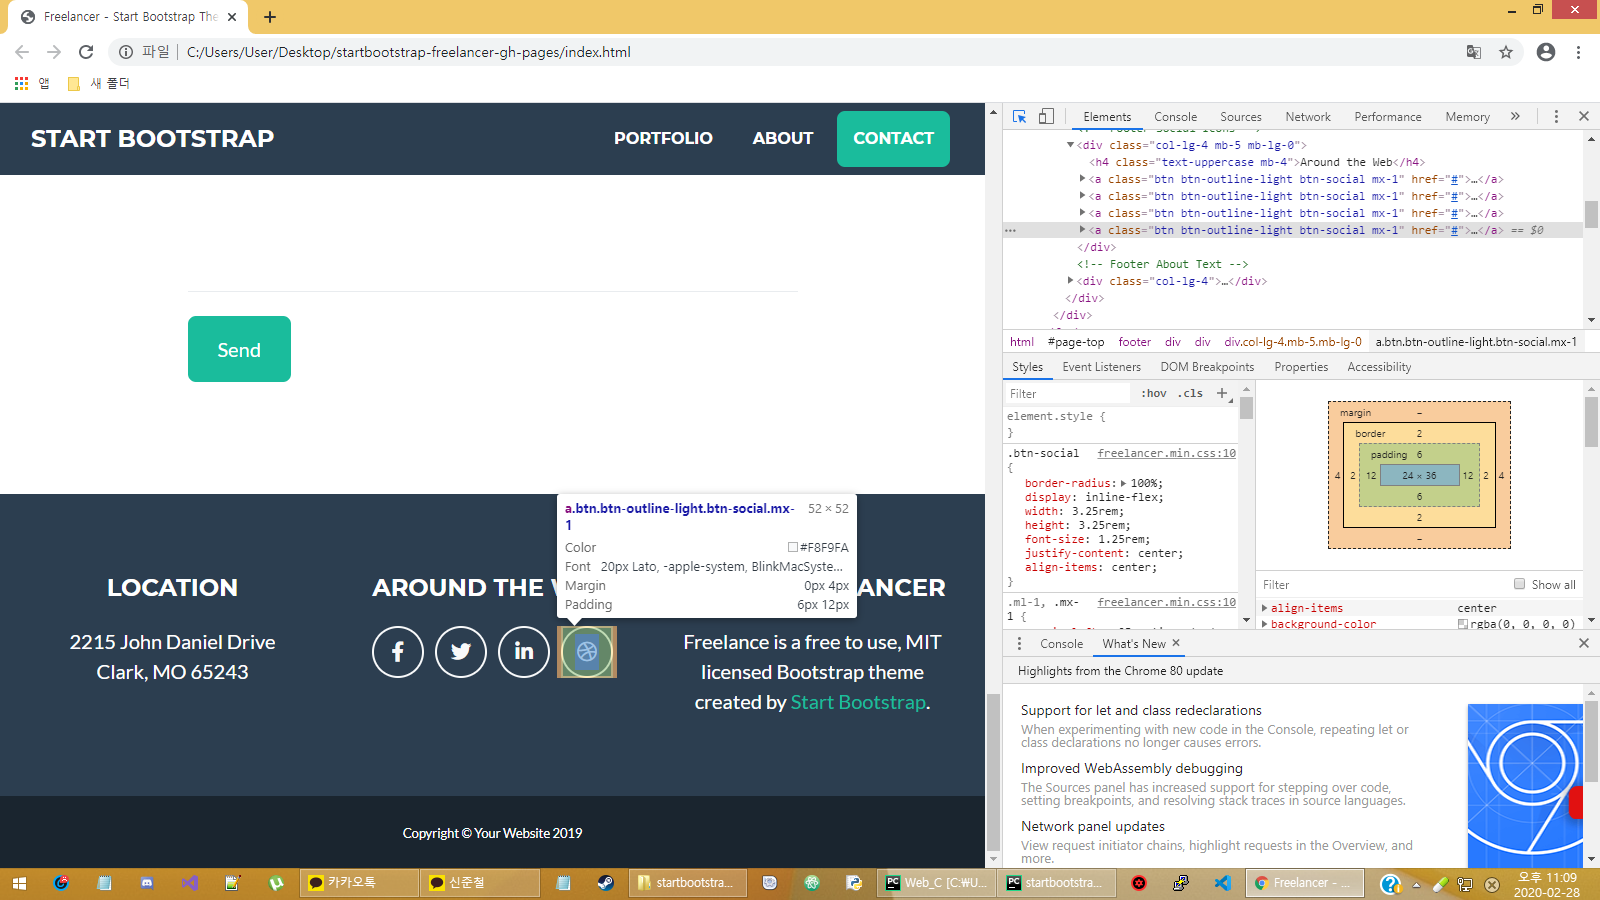 Freelancer - Start Bootstrap The
파일
C:/Users/User/Desktop/startbootstrap-freelancer-gh-pages/index.html
앱
새 폴더
START BOOTSTRAP
PORTFOLIO
ABOUT
CONTACT
Send
LOCATION
2215 John Daniel Drive
Clark, MO 65243
AROUND THE
Freelance is a free to use, MIT
licensed Bootstrap theme
created by Start Bootstrap.
Copyright © Your Website 2019
a.btn.btn-outline-light.btn-social.mx-
1
52 × 52
Color
#F8F9FA
Font 20px Lato, -apple-system, BlinkMacSyste...
Margin 0px 4px
Padding 6px 12px
Elements Console Sources Network Performance Memory »
<div class="col-lg-4 mb-5 mb-lg-0">
<h4 class="text-uppercase mb-4">Around the Web</h4>
<a class="btn btn-outline-light btn-social mx-1" href="#">…</a>
<a class="btn btn-outline-light btn-social mx-1" href="#">…</a>
<a class="btn btn-outline-light btn-social mx-1" href="#">…</a>
<a class="btn btn-outline-light btn-social mx-1" href="#">…</a> == $0
</div>
<!-- Footer About Text -->
<div class="col-lg-4">…</div>
</div>
</div>
html #page-top footer div div div.col-lg-4.mb-5.mb-lg-0 a.btn.btn-outline-light.btn-social.mx-1
Styles Event Listeners DOM Breakpoints Properties Accessibility
Filter :hov .cls +
element.style {
}
.btn-social freelancer.min.css:10
{
border-radius: 100%;
display: inline-flex;
width: 3.25rem;
height: 3.25rem;
font-size: 1.25rem;
justify-content: center;
align-items: center;
}
.ml-1, .mx- freelancer.min.css:10
1 {
margin –
border 2
padding 6
4 2 12 24 × 36 12 2 4
6
2
–
Filter Show all
align-items center
background-color rgba(0, 0, 0, 0)
Console What's New
Highlights from the Chrome 80 update
Support for let and class redeclarations
When experimenting with new code in the Console, repeating let or
class declarations no longer causes errors.
Improved WebAssembly debugging
The Sources panel has increased support for stepping over code,
setting breakpoints, and resolving stack traces in source languages.
Network panel updates
View request initiator chains, highlight requests in the Overview, and
more.
카카오톡
신준철
startbootstra...
Web_C [C:₩U...
startbootstra...
Freelancer - ...
오후 11:09
2020-02-28